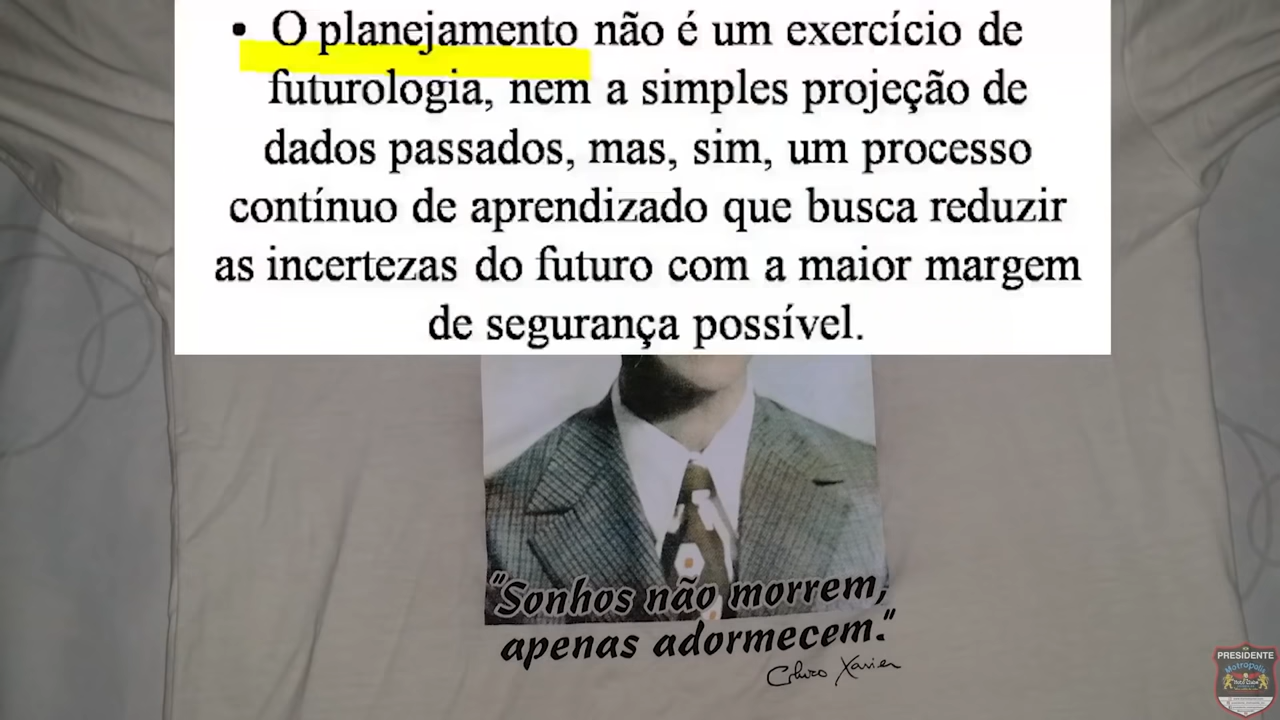 • O planejamento não é um exercício de
futurologia, nem a simples projeção de
dados passados, mas, sim, um processo
contínuo de aprendizado que busca reduzir
as incertezas do futuro com a maior margem
de segurança possível.
"Sonhos não morrem,
apenas adormecem."
Chico Xavier
PRESIDENTE
Motropolis